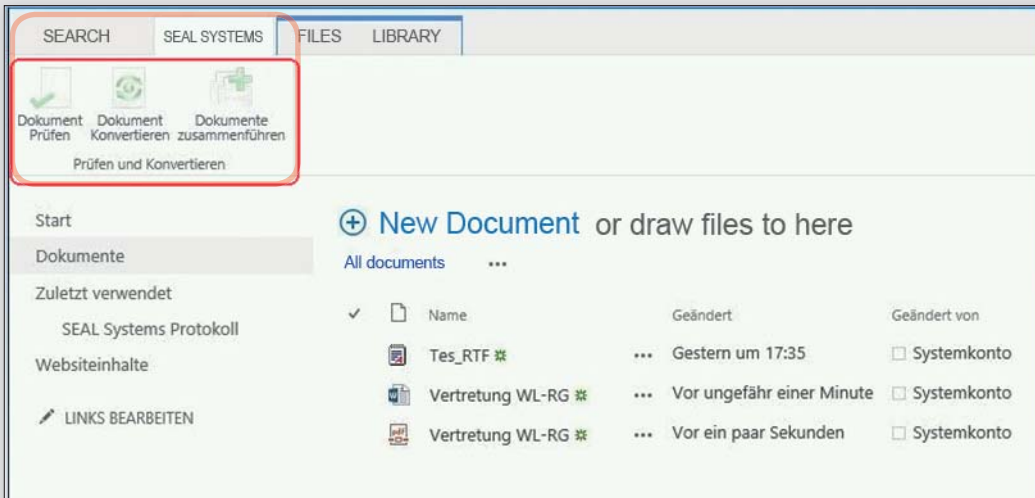 SEARCH SEAL SYSTEMS FILES LIBRARY
Dokument Prüfen
Dokument Konvertieren
Dokumente zusammenführen
Prüfen und Konvertieren
Start
Dokumente
Zuletzt verwendet
SEAL Systems Protokoll
Websiteinhalte
LINKS BEARBEITEN
New Document or draw files to here
All documents ...
Name Geändert Geändert von
Tes_RTF ... Gestern um 17:35 Systemkonto
Vertretung WL-RG ... Vor ungefähr einer Minute Systemkonto
Vertretung WL-RG ... Vor ein paar Sekunden Systemkonto